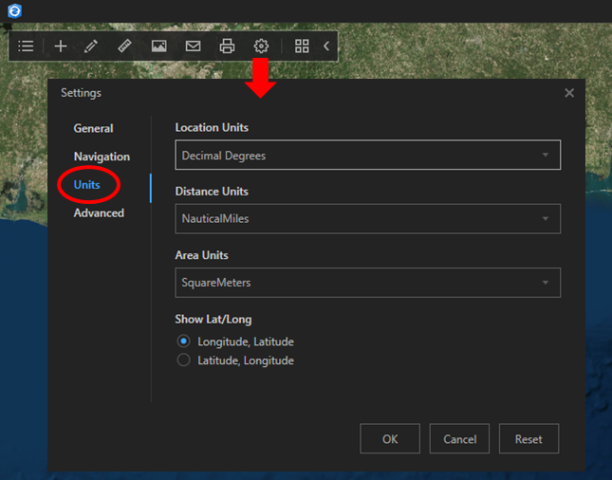 Settings
General
Navigation
Units
Advanced
Location Units
Decimal Degrees
Distance Units
NauticalMiles
Area Units
SquareMeters
Show Lat/Long
Longitude, Latitude
Latitude, Longitude
OK
Cancel
Reset